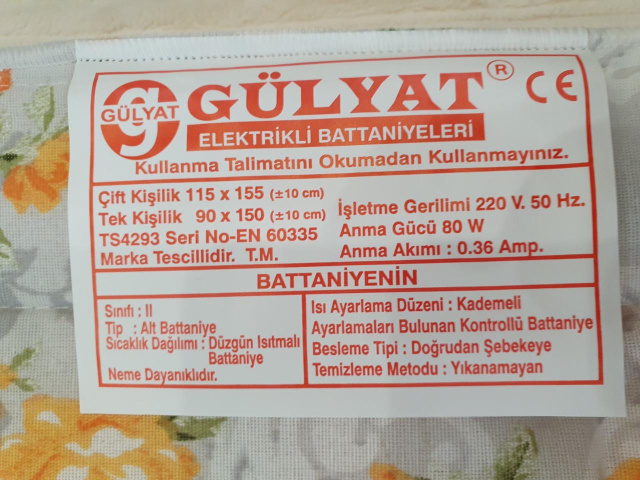 GÜLYAT
GÜLYAT ® CE
ELEKTRİKLİ BATTANİYELERİ
Kullanma Talimatını Okumadan Kullanmayınız.
Çift Kişilik 115 x 155 (±10 cm)
Tek Kişilik 90 x 150 (±10 cm)
TS4293 Seri No-EN 60335
Marka Tescillidir. T.M.
İşletme Gerilimi 220 V. 50 Hz.
Anma Gücü 80 W
Anma Akımı : 0.36 Amp.
BATTANİYENİN
Sınıfı : II
Tip : Alt Battaniye
Sıcaklık Dağılımı : Düzgün Isıtmalı
Battaniye
Neme Dayanıklıdır.
Isı Ayarlama Düzeni : Kademeli
Ayarlamaları Bulunan Kontrollü Battaniye
Besleme Tipi : Doğrudan Şebekeye
Temizleme Metodu : Yıkanamayan